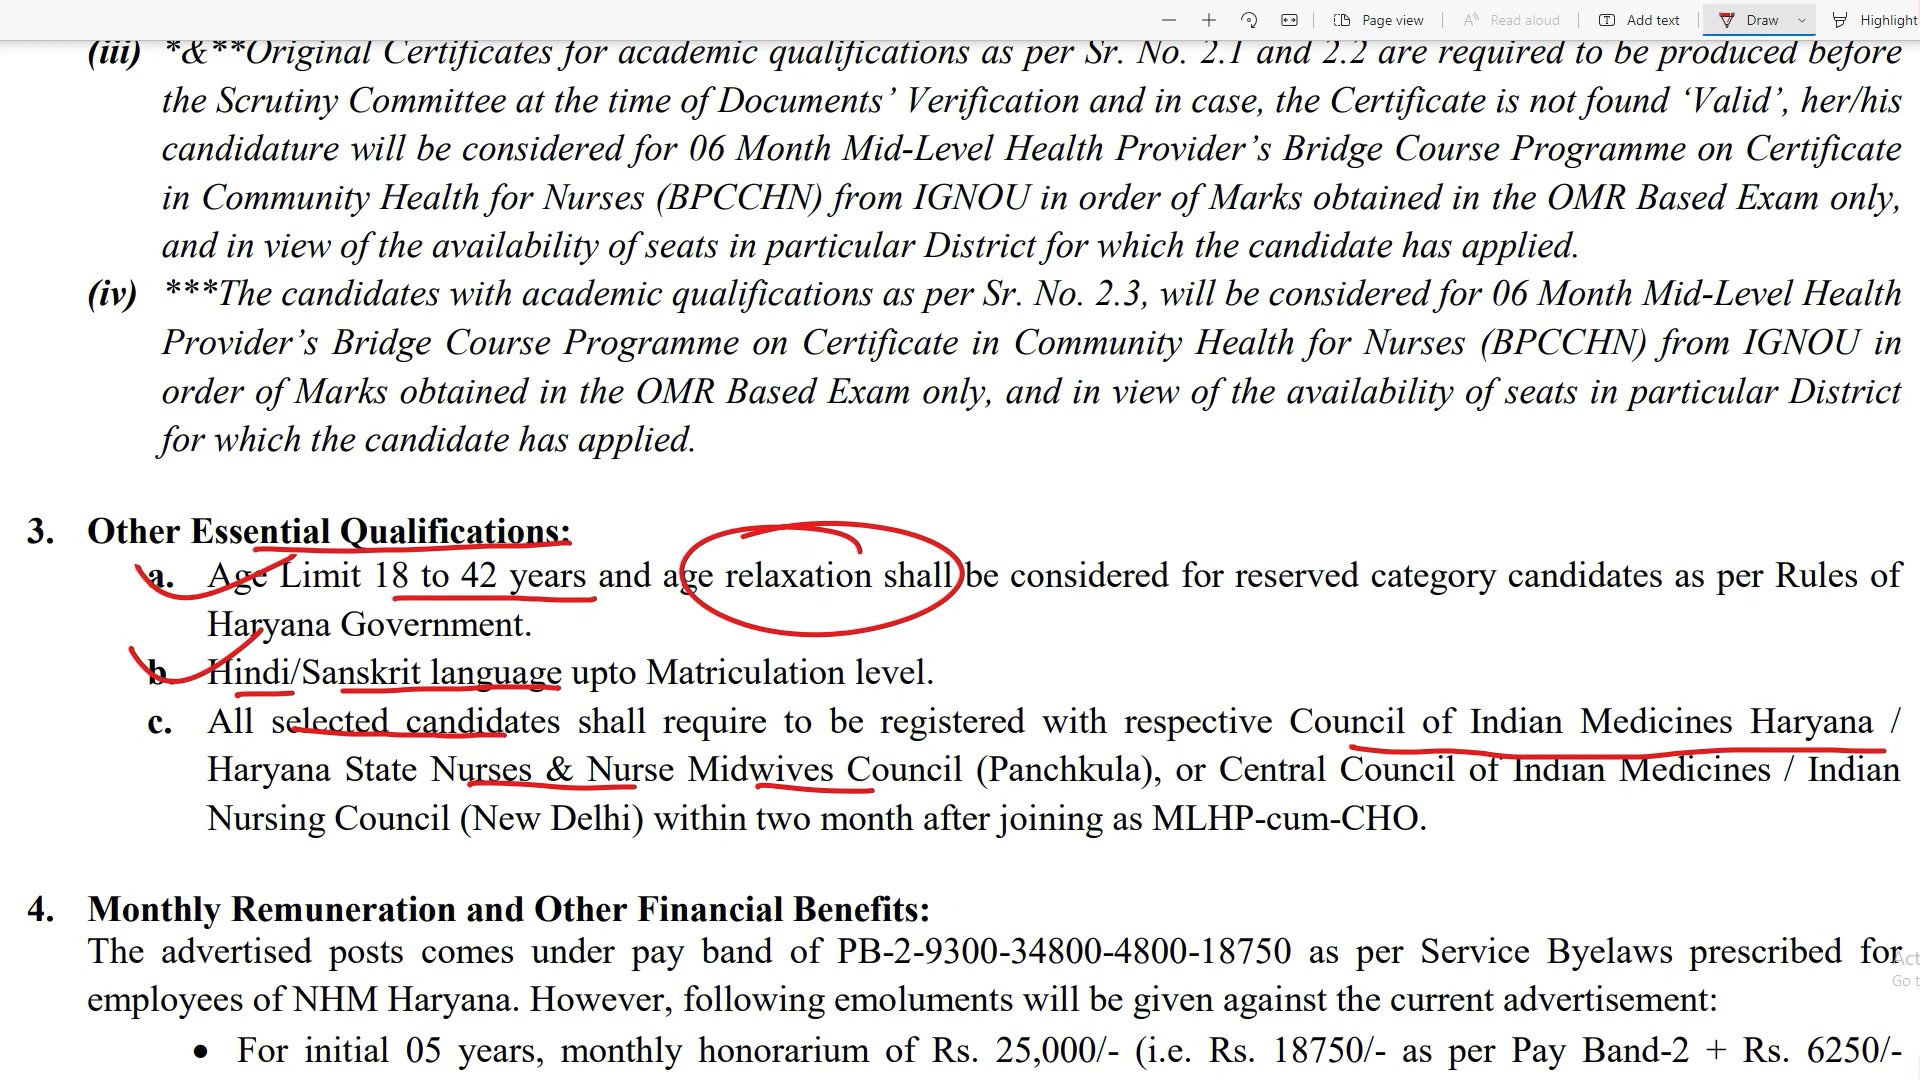 Page view
Read aloud
Add text
Draw
Highlight
(iii) *&**Original Certificates for academic qualifications as per Sr. No. 2.1 and 2.2 are required to be produced before
the Scrutiny Committee at the time of Documents’ Verification and in case, the Certificate is not found ‘Valid’, her/his
candidature will be considered for 06 Month Mid-Level Health Provider’s Bridge Course Programme on Certificate
in Community Health for Nurses (BPCCHN) from IGNOU in order of Marks obtained in the OMR Based Exam only,
and in view of the availability of seats in particular District for which the candidate has applied.
(iv) ***The candidates with academic qualifications as per Sr. No. 2.3, will be considered for 06 Month Mid-Level Health
Provider’s Bridge Course Programme on Certificate in Community Health for Nurses (BPCCHN) from IGNOU in
order of Marks obtained in the OMR Based Exam only, and in view of the availability of seats in particular District
for which the candidate has applied.
3. Other Essential Qualifications:
a. Age Limit 18 to 42 years and age relaxation shall be considered for reserved category candidates as per Rules of
Haryana Government.
b. Hindi/Sanskrit language upto Matriculation level.
c. All selected candidates shall require to be registered with respective Council of Indian Medicines Haryana /
Haryana State Nurses & Nurse Midwives Council (Panchkula), or Central Council of Indian Medicines / Indian
Nursing Council (New Delhi) within two month after joining as MLHP-cum-CHO.
4. Monthly Remuneration and Other Financial Benefits:
The advertised posts comes under pay band of PB-2-9300-34800-4800-18750 as per Service Byelaws prescribed for
employees of NHM Haryana. However, following emoluments will be given against the current advertisement:
• For initial 05 years, monthly honorarium of Rs. 25,000/- (i.e. Rs. 18750/- as per Pay Band-2 + Rs. 6250/-